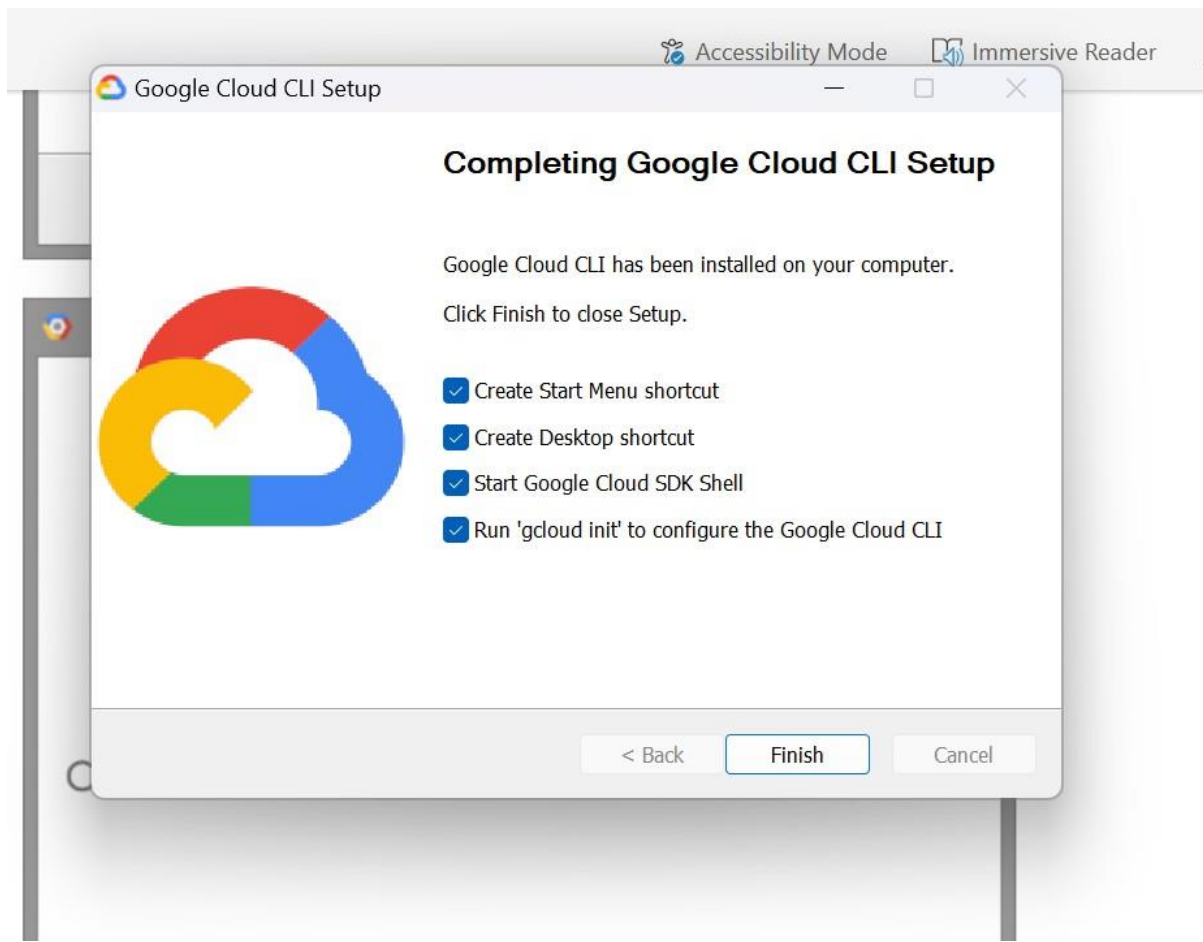 Accessibility Mode Immersive Reader
Google Cloud CLI Setup
Completing Google Cloud CLI Setup
Google Cloud CLI has been installed on your computer.
Click Finish to close Setup.
Create Start Menu shortcut
Create Desktop shortcut
Start Google Cloud SDK Shell
Run 'gcloud init' to configure the Google Cloud CLI
< Back Finish Cancel